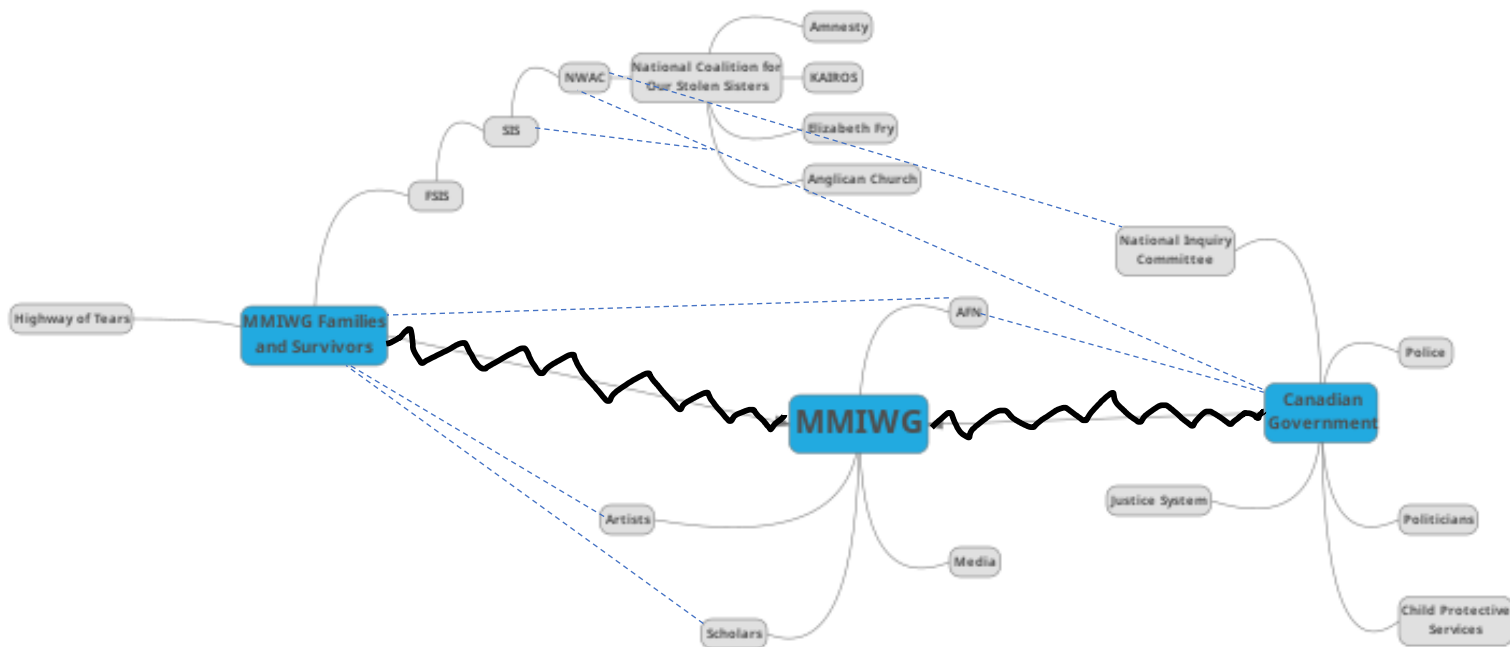 Amnesty
National Coalition for
Our Stolen Sisters
NWAC
KAIROS
SIS
Elizabeth Fry
Anglican Church
FSIS
National Inquiry
Committee
Highway of Tears
MMIWG Families
and Survivors
AFN
Police
MMIWG
Canadian
Government
Justice System
Artists
Politicians
Media
Scholars
Child Protective
Services